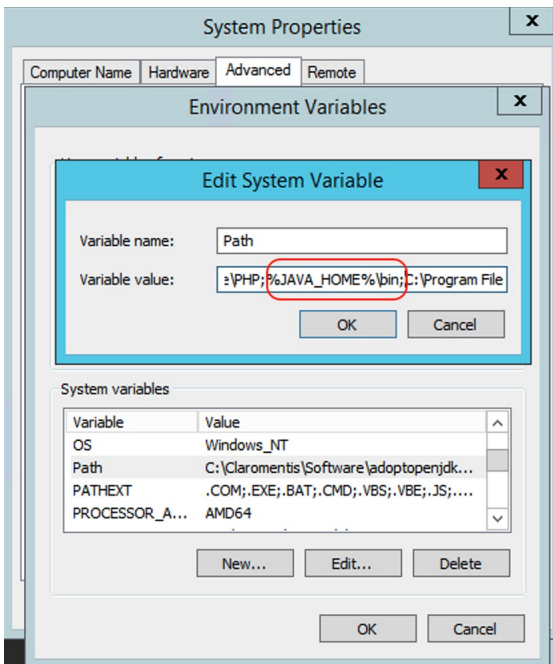 System Properties
x
Computer Name Hardware Advanced Remote
Environment Variables
x
Edit System Variable
x
Variable name: Path
Variable value: e\PHP;%JAVA_HOME%\bin;C:\Program File
OK Cancel
System variables
Variable Value
OS Windows_NT
Path C:\Claromentis\Software\adoptopenjdk...
PATHEXT .COM;.EXE;.BAT;.CMD;.VBS;.VBE;.JS;....
PROCESSOR_A... AMD64
New... Edit... Delete
OK Cancel